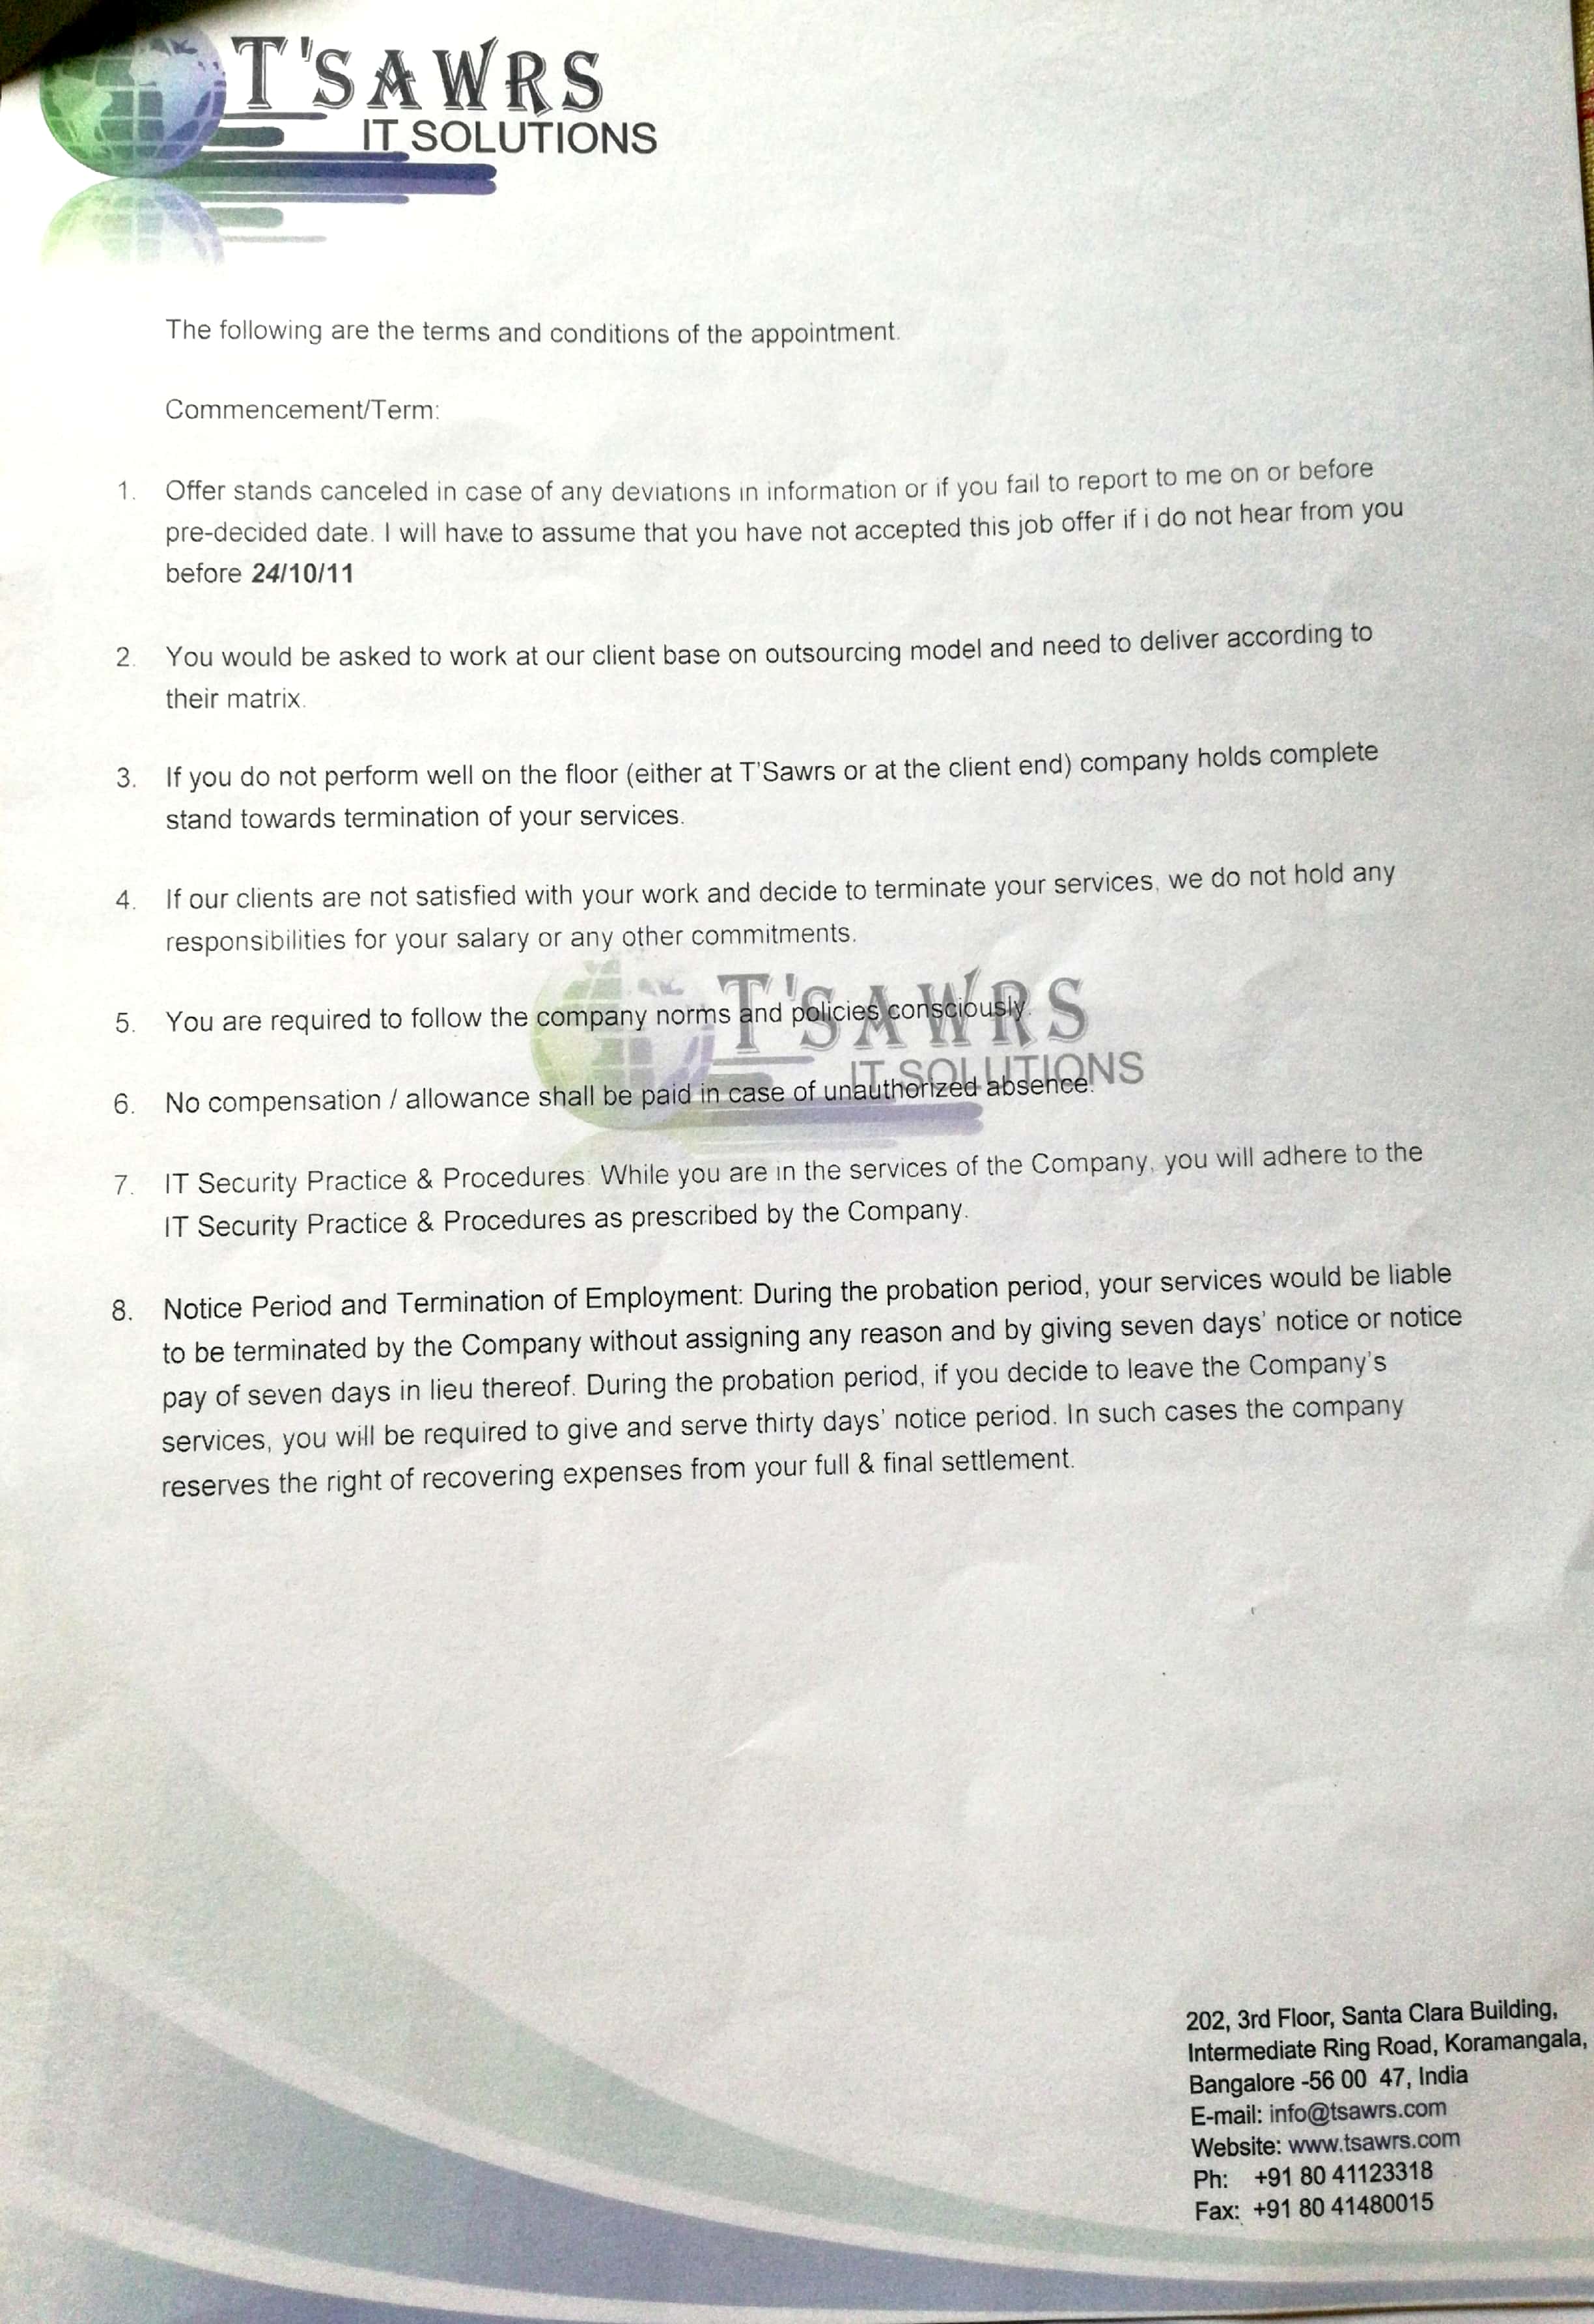 T'SAWRS
IT SOLUTIONS
The following are the terms and conditions of the appointment.
Commencement/Term:
1. Offer stands canceled in case of any deviations in information or if you fail to report to me on or before
pre-decided date. I will have to assume that you have not accepted this job offer if i do not hear from you
before 24/10/11
2. You would be asked to work at our client base on outsourcing model and need to deliver according to
their matrix.
3. If you do not perform well on the floor (either at T'Sawrs or at the client end) company holds complete
stand towards termination of your services.
4. If our clients are not satisfied with your work and decide to terminate your services, we do not hold any
responsibilities for your salary or any other commitments.
T'SAWRS
5. You are required to follow the company norms and policies consciously.
IT SOLUTIONS
6. No compensation / allowance shall be paid in case of unauthorized absence.
7. IT Security Practice & Procedures: While you are in the services of the Company, you will adhere to the
IT Security Practice & Procedures as prescribed by the Company.
8. Notice Period and Termination of Employment: During the probation period, your services would be liable
to be terminated by the Company without assigning any reason and by giving seven days' notice or notice
pay of seven days in lieu thereof. During the probation period, if you decide to leave the Company's
services, you will be required to give and serve thirty days' notice period. In such cases the company
reserves the right of recovering expenses from your full & final settlement.
202, 3rd Floor, Santa Clara Building,
Intermediate Ring Road, Koramangala,
Bangalore -56 00 47, India
E-mail: info@tsawrs.com
Website: www.tsawrs.com
Ph: +91 80 41123318
Fax: +91 80 41480015